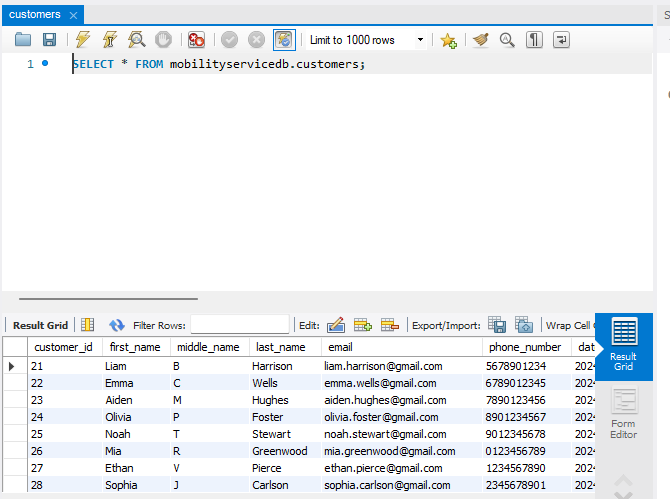 customers
S
Limit to 1000 rows
1 SELECT * FROM mobilityservicedb.customers;
Result Grid Filter Rows: Edit: Export/Import: Wrap Cell
customer_id first_name middle_name last_name email phone_number dat
21 Liam B Harrison liam.harrison@gmail.com 5678901234 2024
22 Emma C Wells emma.wells@gmail.com 6789012345 2024
23 Aiden M Hughes aiden.hughes@gmail.com 7890123456 2024
24 Olivia P Foster olivia.foster@gmail.com 8901234567 2024
25 Noah T Stewart noah.stewart@gmail.com 9012345678 2024
26 Mia R Greenwood mia.greenwood@gmail.com 0123456789 2024
27 Ethan V Pierce ethan.pierce@gmail.com 1234567890 2024
28 Sophia J Carlson sophia.carlson@gmail.com 2345678901 2024
Result
Grid
Form
Editor